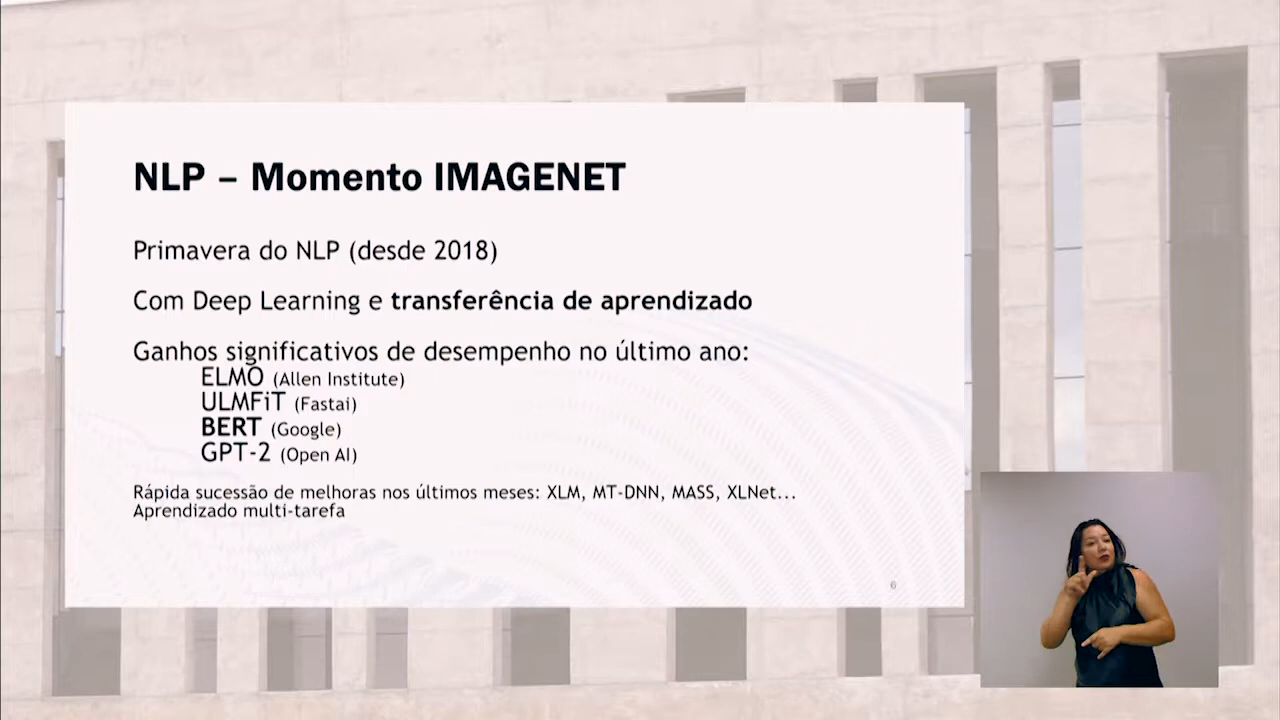 NLP – Momento IMAGENET
Primavera do NLP (desde 2018)
Com Deep Learning e transferência de aprendizado
Ganhos significativos de desempenho no último ano:
ELMO (Allen Institute)
ULMFiT (Fastai)
BERT (Google)
GPT-2 (Open AI)
Rápida sucessão de melhoras nos últimos meses: XLM, MT-DNN, MASS, XLNet...
Aprendizado multi-tarefa
6